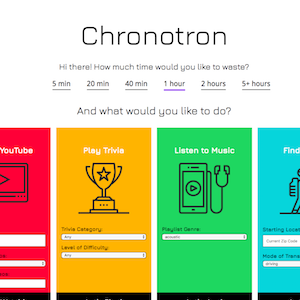 Chronotron
Hi there! How much time would you like to waste?
5 min 20 min 40 min 1 hour 2 hours 5+ hours
And what would you like to do?
YouTube Play Trivia Listen to Music Find
Trivia Category:
Any
Level of Difficulty:
Any
Playlist Genre:
acoustic
Starting Locat
Current Zip Code
Mode of Trans
driving